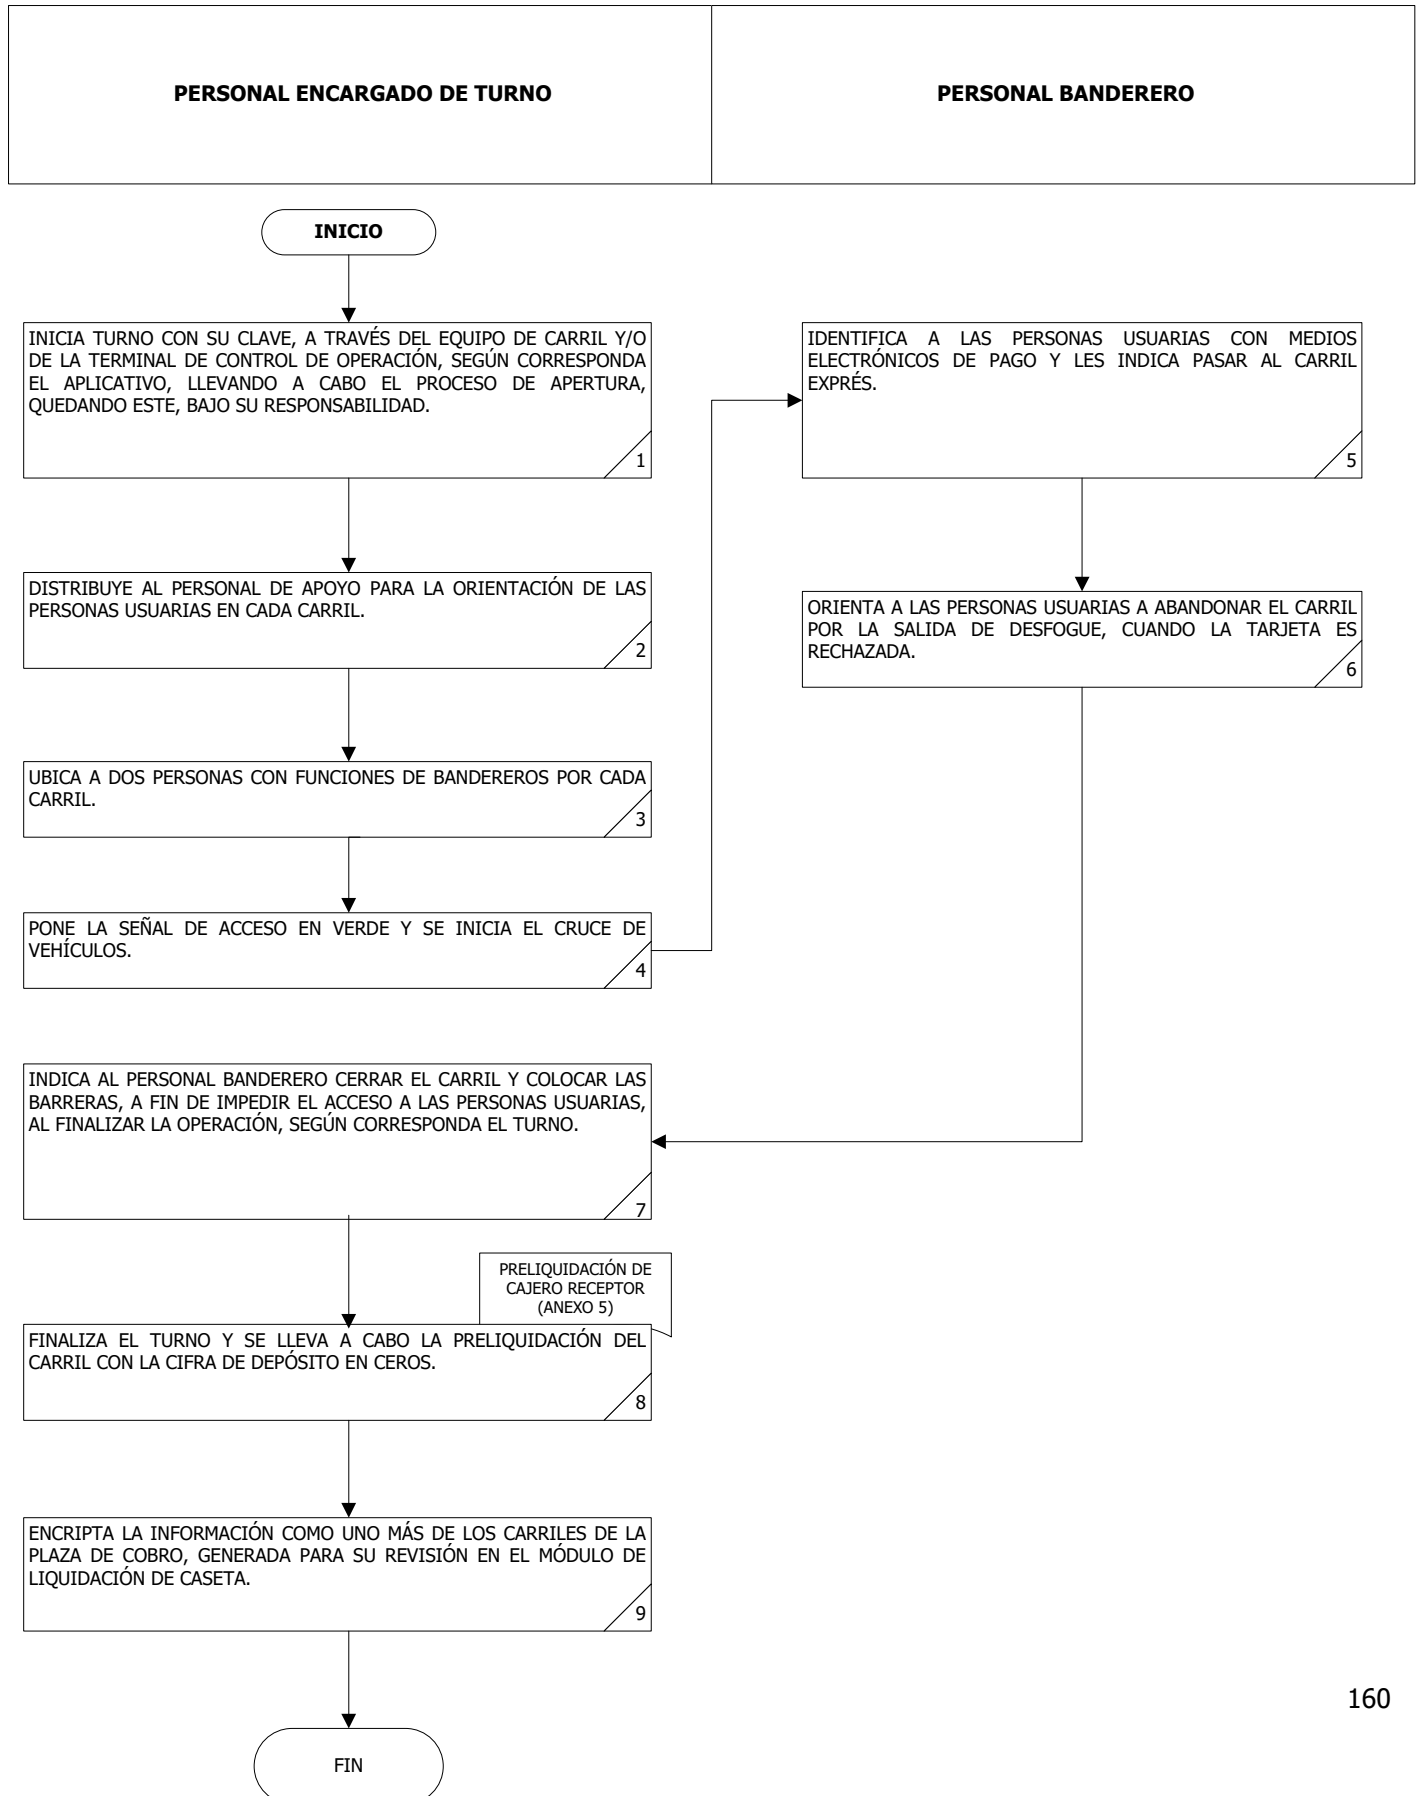 PERSONAL ENCARGADO DE TURNO
PERSONAL BANDERERO
INICIO
INICIA TURNO CON SU CLAVE, A TRAVÉS DEL EQUIPO DE CARRIL Y/O
DE LA TERMINAL DE CONTROL DE OPERACIÓN, SEGÚN CORRESPONDA
EL APLICATIVO, LLEVANDO A CABO EL PROCESO DE APERTURA,
QUEDANDO ESTE, BAJO SU RESPONSABILIDAD.
1
DISTRIBUYE AL PERSONAL DE APOYO PARA LA ORIENTACIÓN DE LAS
PERSONAS USUARIAS EN CADA CARRIL.
2
UBICA A DOS PERSONAS CON FUNCIONES DE BANDEREROS POR CADA
CARRIL.
3
PONE LA SEÑAL DE ACCESO EN VERDE Y SE INICIA EL CRUCE DE
VEHÍCULOS.
4
IDENTIFICA A LAS PERSONAS USUARIAS CON MEDIOS
ELECTRÓNICOS DE PAGO Y LES INDICA PASAR AL CARRIL
EXPRÉS.
5
ORIENTA A LAS PERSONAS USUARIAS A ABANDONAR EL CARRIL
POR LA SALIDA DE DESFOGUE, CUANDO LA TARJETA ES
RECHAZADA.
6
INDICA AL PERSONAL BANDERERO CERRAR EL CARRIL Y COLOCAR LAS
BARRERAS, A FIN DE IMPEDIR EL ACCESO A LAS PERSONAS USUARIAS,
AL FINALIZAR LA OPERACIÓN, SEGÚN CORRESPONDA EL TURNO.
7
PRELIQUIDACIÓN DE
CAJERO RECEPTOR
(ANEXO 5)
FINALIZA EL TURNO Y SE LLEVA A CABO LA PRELIQUIDACIÓN DEL
CARRIL CON LA CIFRA DE DEPÓSITO EN CEROS.
8
ENCRIPTA LA INFORMACIÓN COMO UNO MÁS DE LOS CARRILES DE LA
PLAZA DE COBRO, GENERADA PARA SU REVISIÓN EN EL MÓDULO DE
LIQUIDACIÓN DE CASETA.
9
FIN
160